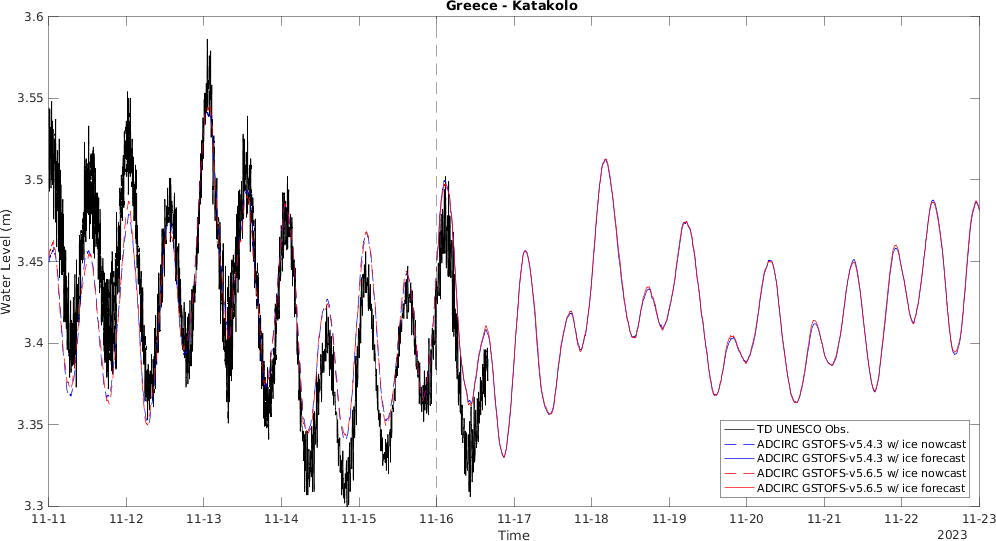 Greece - Katakolo
3.6
3.55
3.5
3.45
3.4
3.35
3.3
Water Level (m)
11-11 11-12 11-13 11-14 11-15 11-16 11-17 11-18 11-19 11-20 11-21 11-22 11-23
Time
2023
TD UNESCO Obs.
ADCIRC GSTOFS-v5.4.3 w/ ice nowcast
ADCIRC GSTOFS-v5.4.3 w/ ice forecast
ADCIRC GSTOFS-v5.6.5 w/ ice nowcast
ADCIRC GSTOFS-v5.6.5 w/ ice forecast